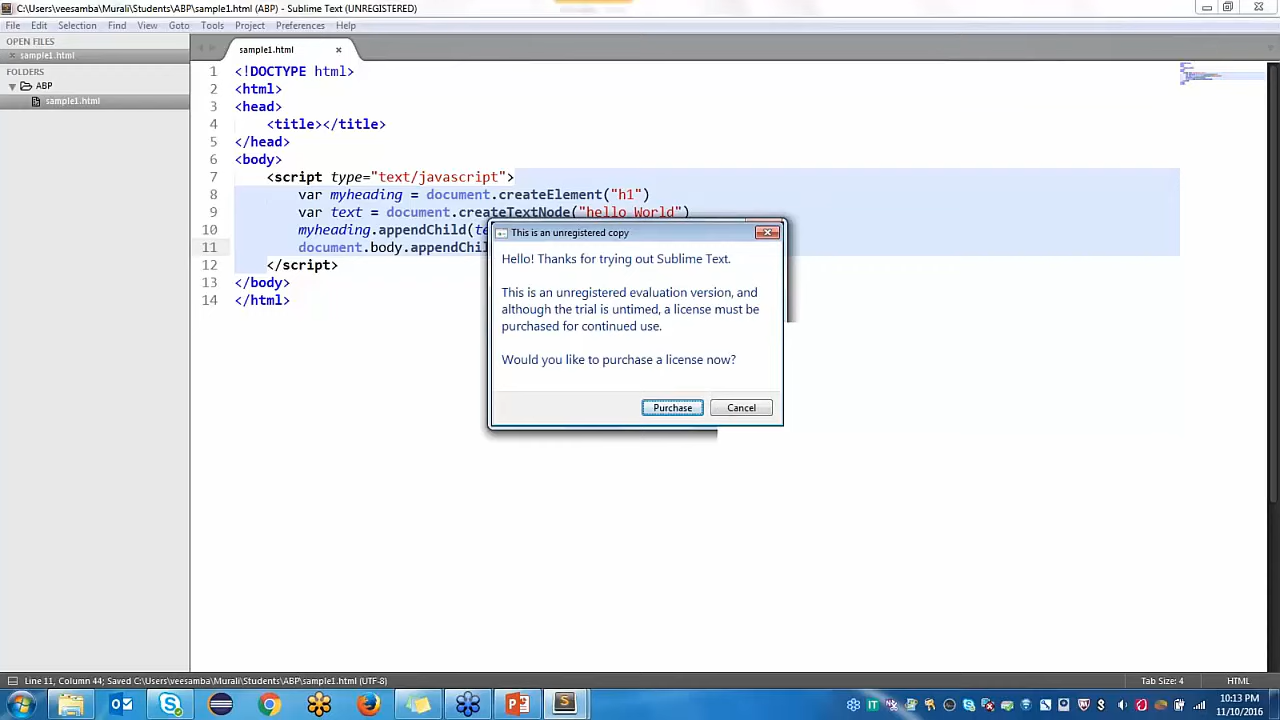 C:\Users\veesamba\Murali\Students\ABP\sample1.html (ABP) - Sublime Text (UNREGISTERED)
File Edit Selection Find View Goto Tools Project Preferences Help
OPEN FILES
sample1.html
FOLDERS
ABP
sample1.html
sample1.html
1 <!DOCTYPE html>
2 <html>
3 <head>
4 <title></title>
5 </head>
6 <body>
7 <script type="text/javascript">
8 var myheading = document.createElement("h1")
9 var text = document.createTextNode("hello World")
10 myheading.appendChild(te
11 document.body.appendChil
12 </script>
13 </body>
14 </html>
This is an unregistered copy
Hello! Thanks for trying out Sublime Text.
This is an unregistered evaluation version, and
although the trial is untimed, a license must be
purchased for continued use.
Would you like to purchase a license now?
Purchase Cancel
Line 11, Column 44; Saved C:\Users\veesamba\Murali\Students\ABP\sample1.html (UTF-8)
Tab Size: 4 HTML
10:13 PM
11/10/2016